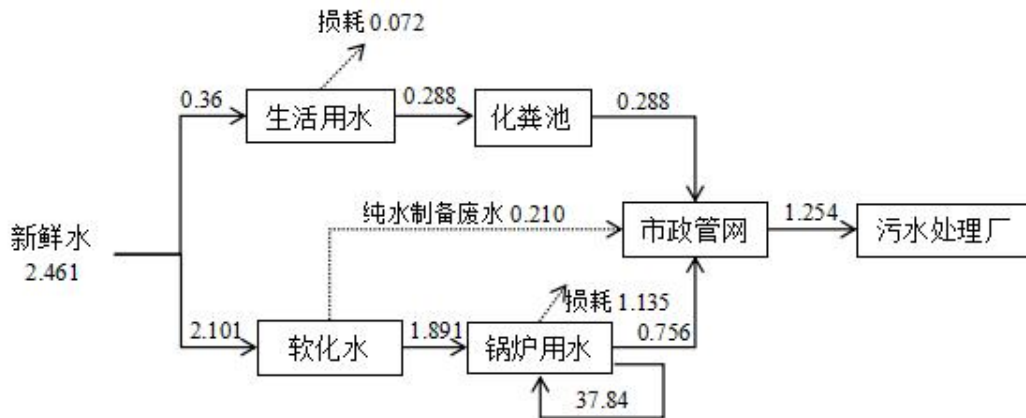 损耗 0.072
0.36
生活用水
0.288
化粪池
0.288
纯水制备废水 0.210
市政管网
1.254
污水处理厂
新鲜水
2.461
损耗 1.135
2.101
软化水
1.891
锅炉用水
0.756
37.84